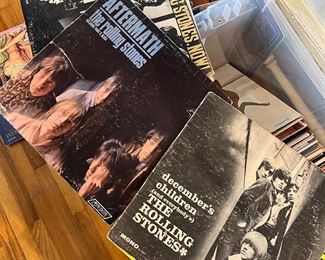 AFTERMATH
the Rolling stones
LONDON
STONES, NOW!
december's
children
(and everybody's)
THE
ROLLING
STONES*
MONO